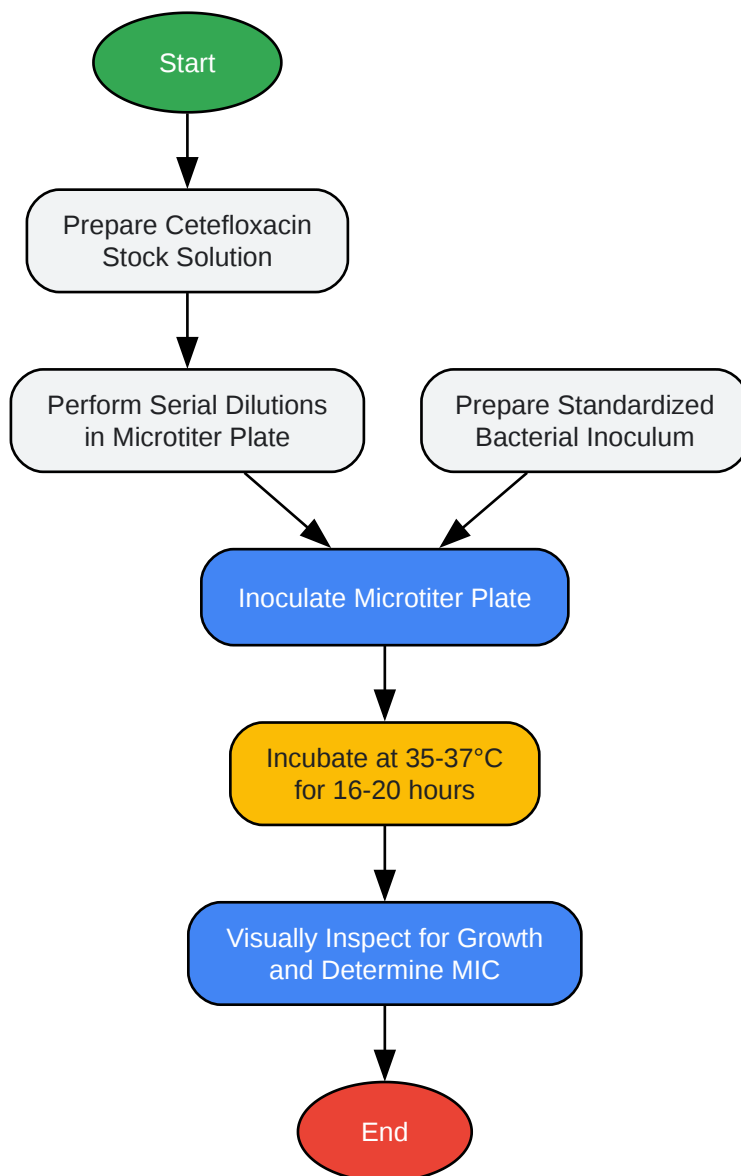 Start
Prepare Cetefloxacin
Stock Solution
Perform Serial Dilutions
in Microtiter Plate
Prepare Standardized
Bacterial Inoculum
Inoculate Microtiter Plate
Incubate at 35-37°C
for 16-20 hours
Visually Inspect for Growth
and Determine MIC
End